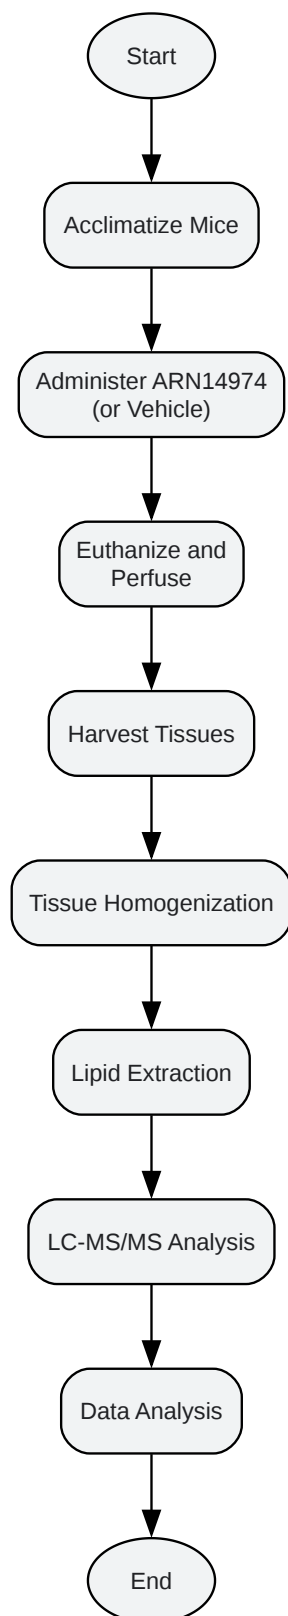 Start
Acclimatize Mice
Administer ARN14974
(or Vehicle)
Euthanize and
Perfuse
Harvest Tissues
Tissue Homogenization
Lipid Extraction
LC-MS/MS Analysis
Data Analysis
End